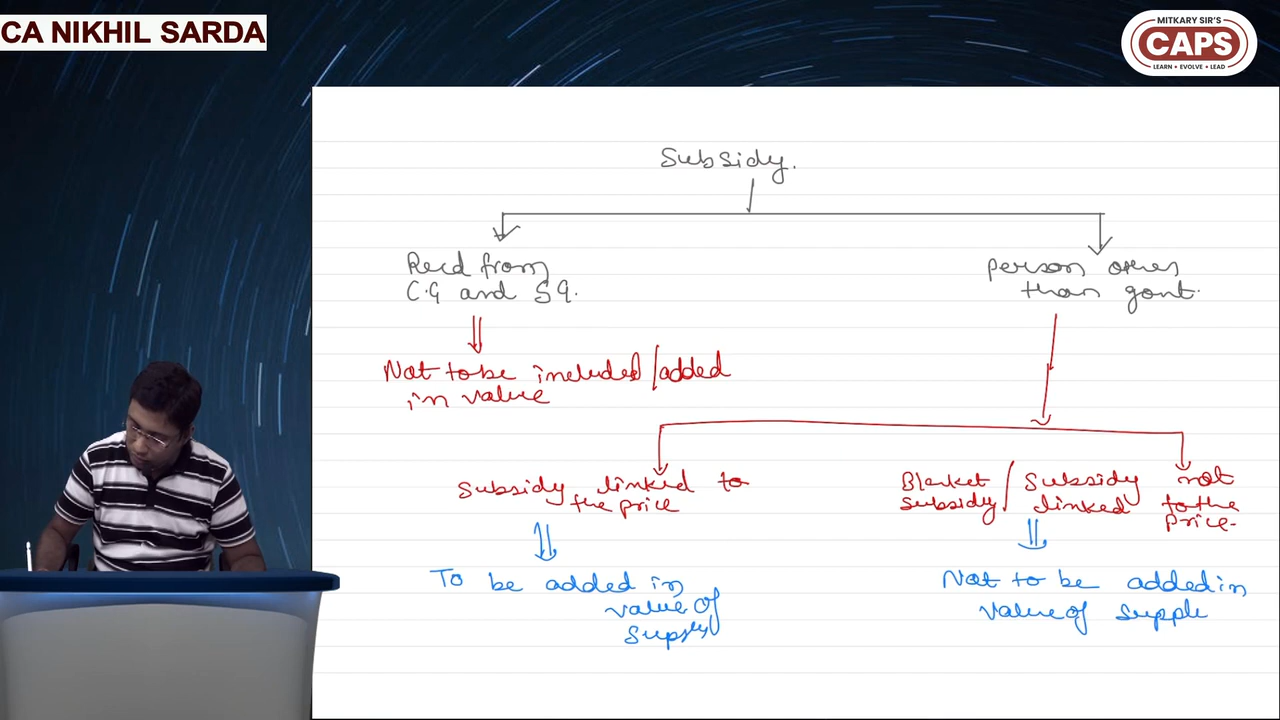 CA NIKHIL SARDA
MITKARY SIR'S
CAPS
LEARN • EVOLVE • LEAD
Subsidy.
Recd from
C.G and S.G.
person other
than govt.
Not to be included/added
in value
Subsidy linked to
the price
Blanket
subsidy/
Subsidy not
linked to the
price.
To be added in
value of
Supply
Not to be added in
value of Supply